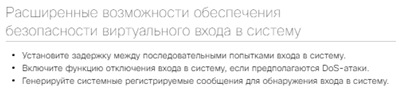 Расширенные возможности обеспечения
безопасности виртуального входа в систему
• Установите задержку между последовательными попытками входа в систему.
• Включите функцию отключения входа в систему, если предполагаются DoS-атаки.
• Генерируйте системные регистрируемые сообщения для обнаружения входа в систему.